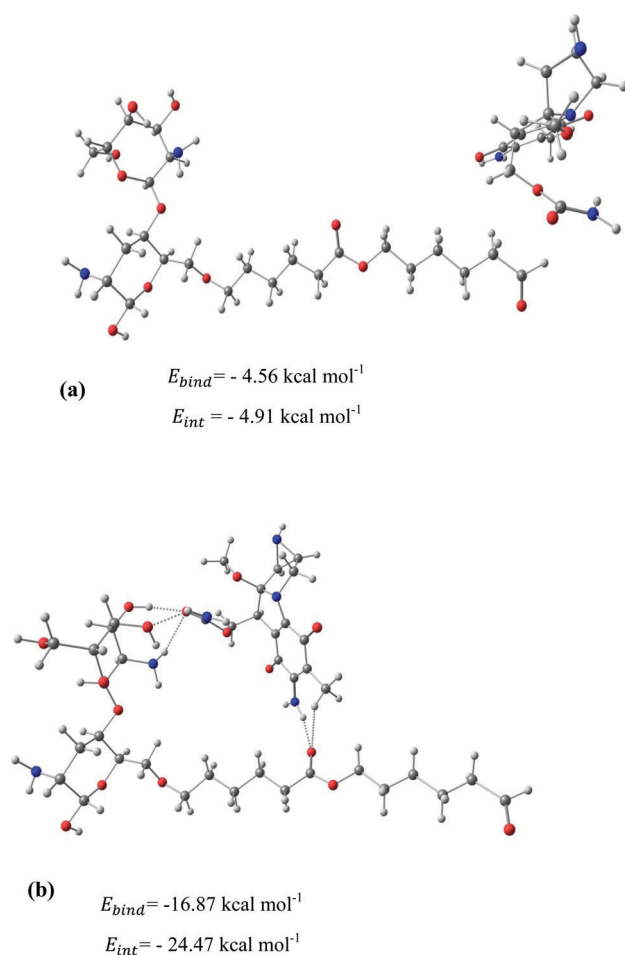 E_bind = - 4.56 kcal mol⁻¹
(a)
E_int = - 4.91 kcal mol⁻¹
(b)
E_bind = -16.87 kcal mol⁻¹
E_int = - 24.47 kcal mol⁻¹